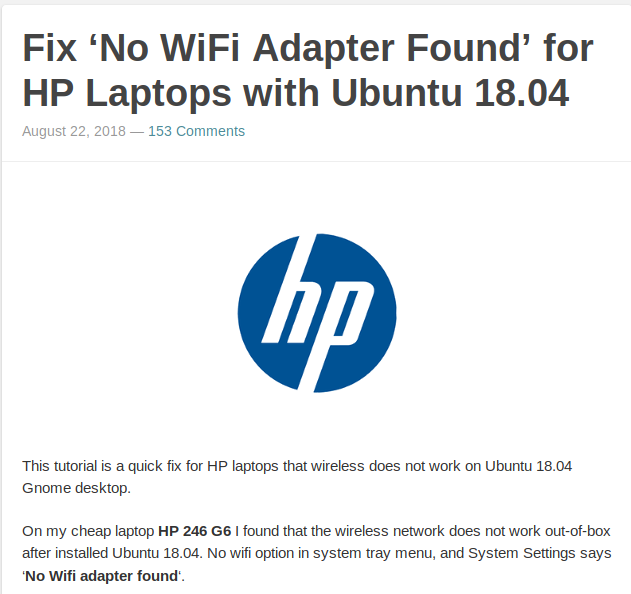 Fix ‘No WiFi Adapter Found’ for
HP Laptops with Ubuntu 18.04
August 22, 2018 — 153 Comments
hp
This tutorial is a quick fix for HP laptops that wireless does not work on Ubuntu 18.04
Gnome desktop.
On my cheap laptop HP 246 G6 I found that the wireless network does not work out-of-box
after installed Ubuntu 18.04. No wifi option in system tray menu, and System Settings says
‘No Wifi adapter found‘.